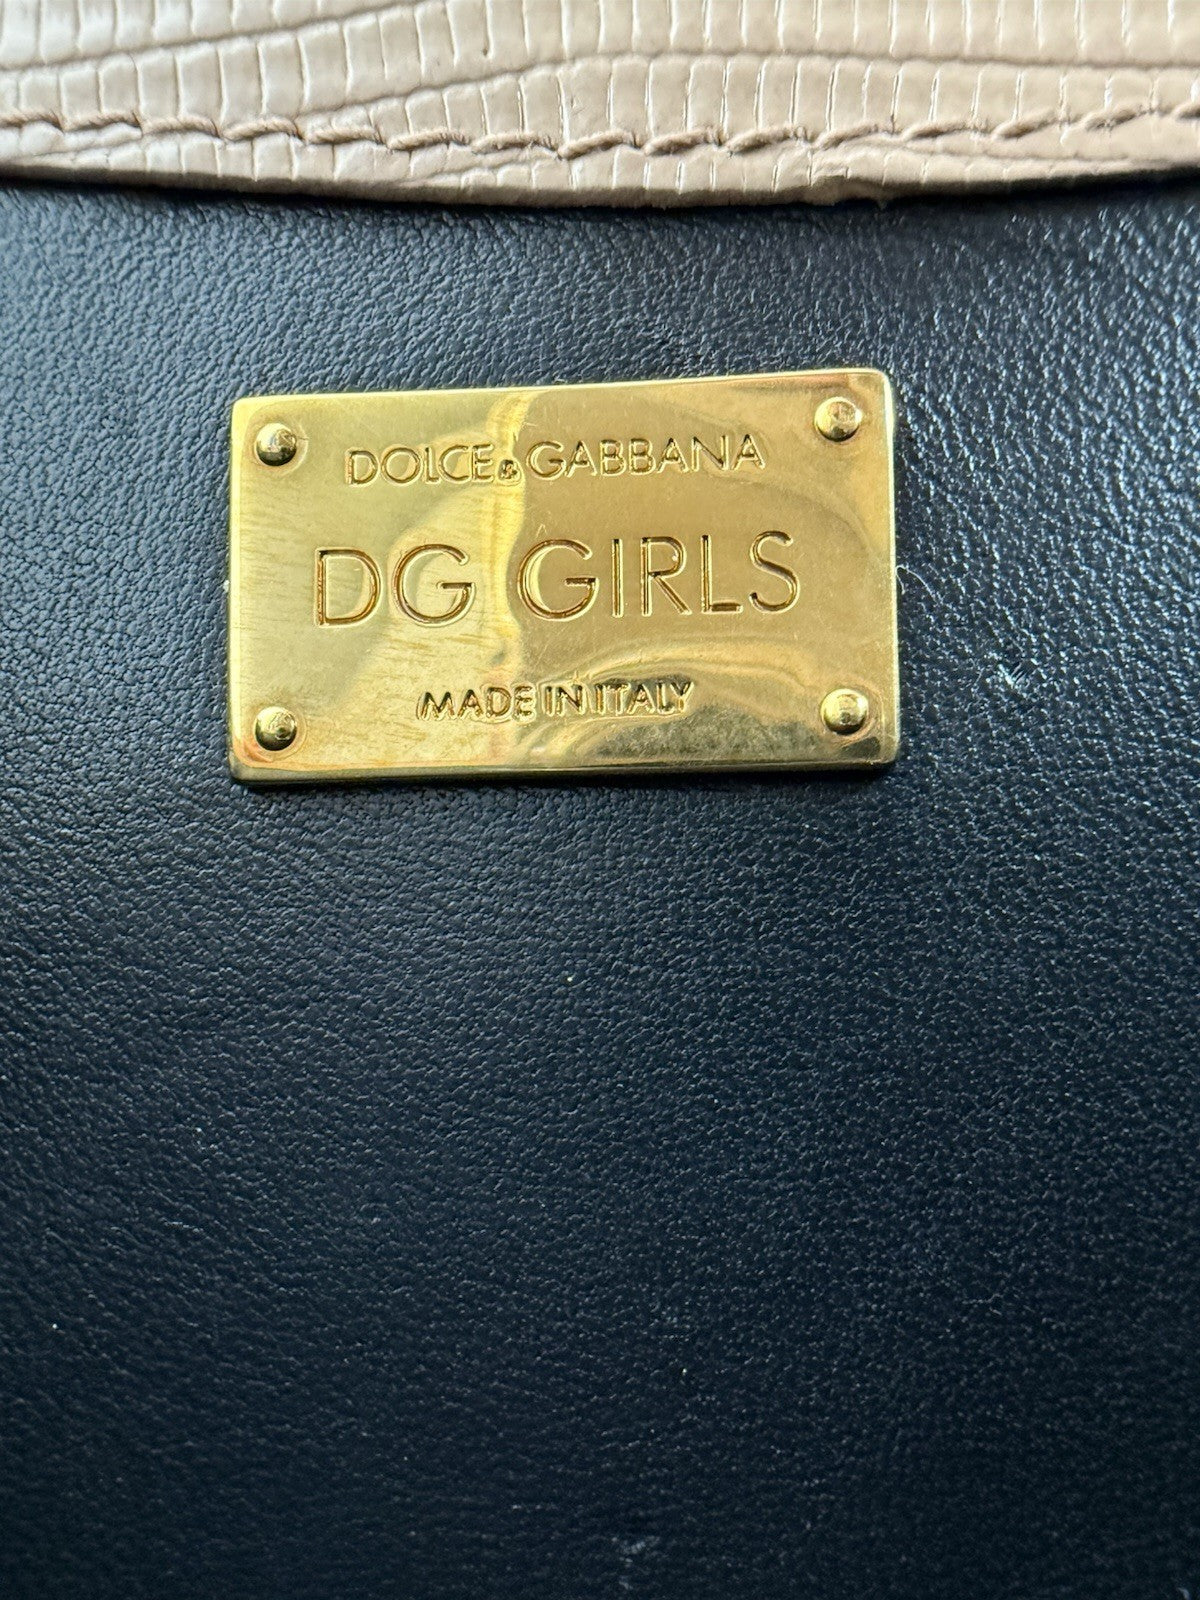 DOLCE & GABBANA
DG GIRLS
MADE IN ITALY